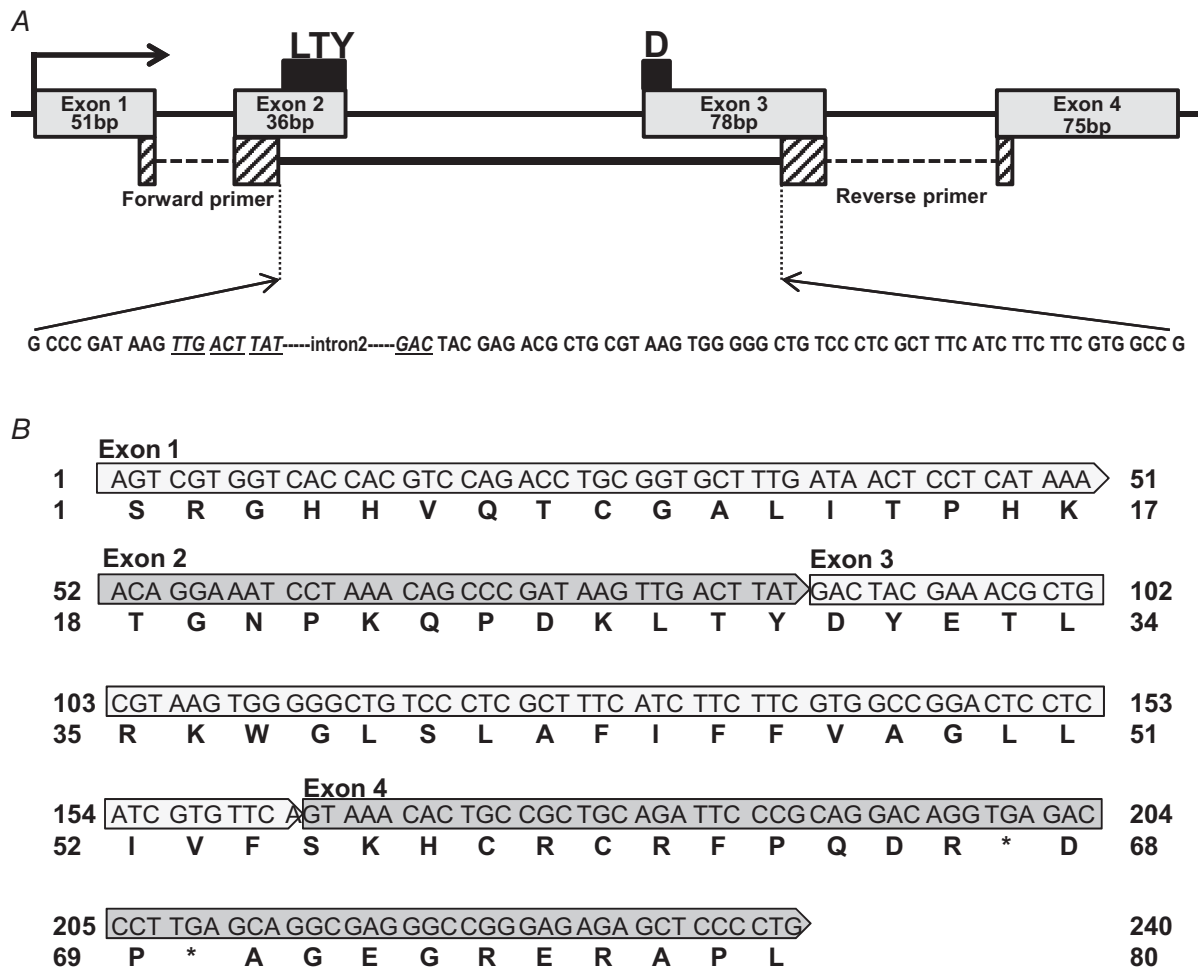 A
LTY
D
Exon 1
51bp
Exon 2
36bp
Exon 3
78bp
Exon 4
75bp
Forward primer
Reverse primer
G CCC GAT AAG TTG ACT TAT-----intron2-----GAC TAC GAG ACG CTG CGT AAG TGG GGG CTG TCC CTC GCT TTC ATC TTC TTC GTG GCC G
B
Exon 1
1 AGT CGT GGT CAC CAC GTC CAG ACC TGC GGT GCT TTG ATA ACT CCT CAT AAA 51
1 S R G H H V Q T C G A L I T P H K 17
Exon 2 Exon 3
52 ACA GGA AAT CCT AAA CAG CCC GAT AAG TTG ACT TAT GAC TAC GAA ACG CTG 102
18 T G N P K Q P D K L T Y D Y E T L 34
103 CGT AAG TGG GGG CTG TCC CTC GCT TTC ATC TTC TTC GTG GCC GGA CTC CTC 153
35 R K W G L S L A F I F F V A G L L 51
Exon 4
154 ATC GTG TTC AGT AAA CAC TGC CGC TGC AGA TTC CCG CAG GAC AGG TGA GAC 204
52 I V F S K H C R C R F P Q D R * D 68
205 CCT TGA GCA GGC GAG GGC CGG GAG AGA GCT CCC CTG 240
69 P * A G E G R E R A P L 80